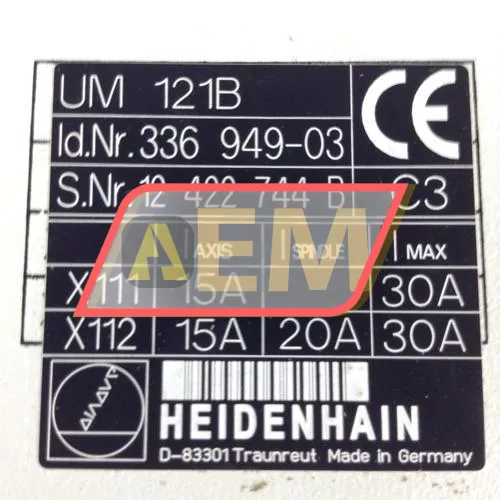 UM 121B
CE
Id.Nr. 336 949-03
S.Nr. 12 422 744 B C3
AEM
I AXIS I SPINDLE I MAX
X111 15A 30A
X112 15A 20A 30A
HEIDENHAIN
D-83301 Traunreut Made in Germany